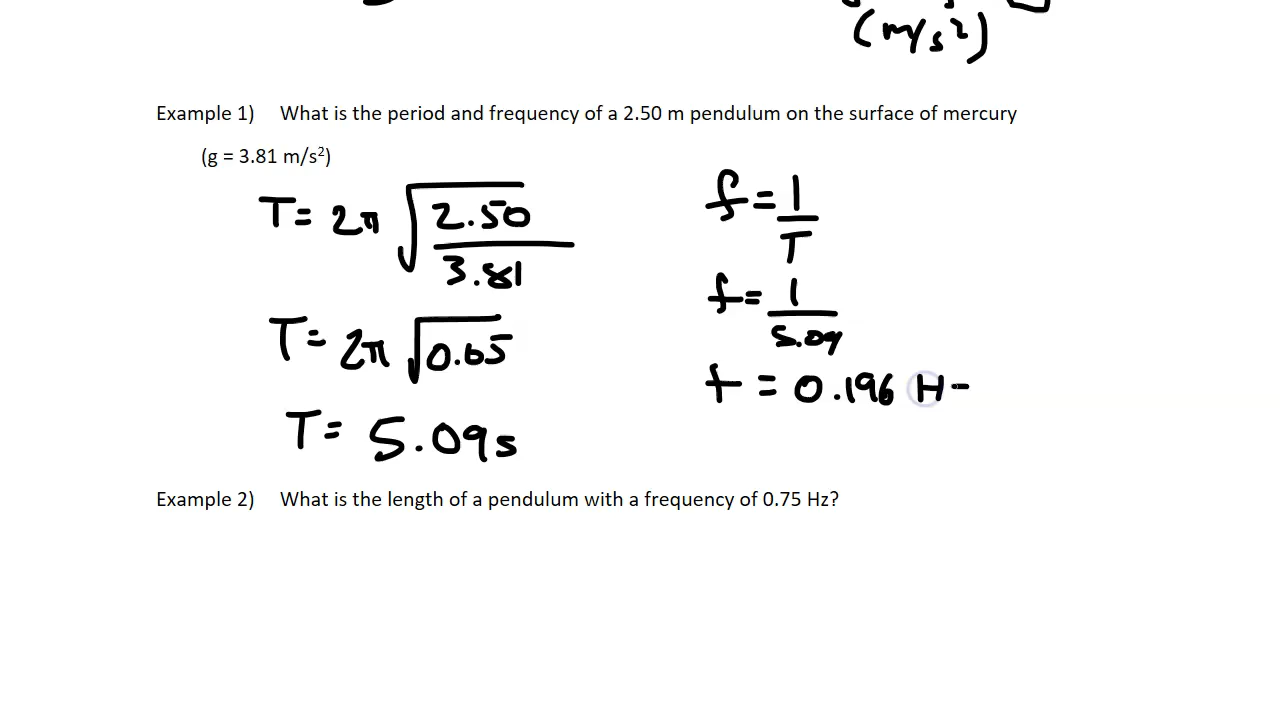 (m/s²)
Example 1) What is the period and frequency of a 2.50 m pendulum on the surface of mercury
(g = 3.81 m/s²)
T= 2π √2.50/3.81
T= 2π √0.65
T= 5.09s
f = 1/T
f = 1/5.09
f = 0.196 H-
Example 2) What is the length of a pendulum with a frequency of 0.75 Hz?